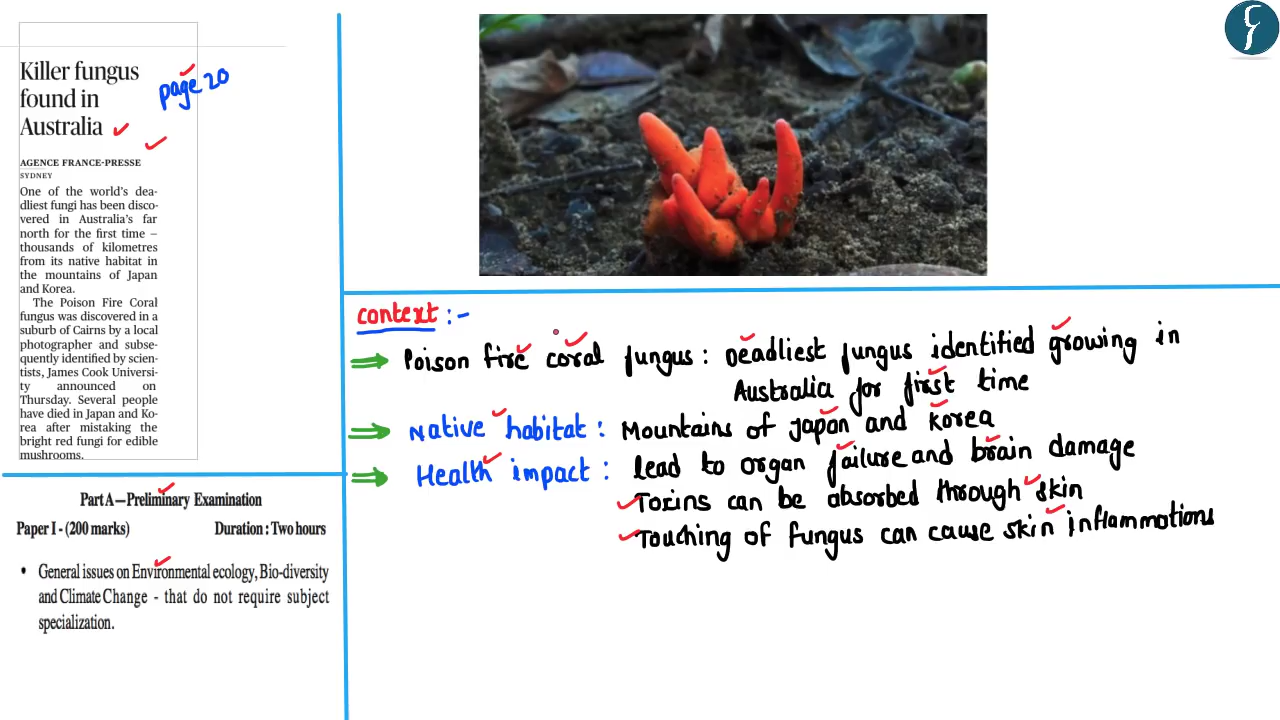 Killer fungus
found in
Australia
page 20
AGENCE FRANCE-PRESSE
SYDNEY
One of the world's dea-
dliest fungi has been disco-
vered in Australia's far
north for the first time –
thousands of kilometres
from its native habitat in
the mountains of Japan
and Korea.
The Poison Fire Coral
fungus was discovered in a
suburb of Cairns by a local
photographer and subse-
quently identified by scien-
tists, James Cook Universi-
ty announced on
Thursday. Several people
have died in Japan and Ko-
rea after mistaking the
bright red fungi for edible
mushrooms.
Part A—Preliminary Examination
Paper I - (200 marks) Duration : Two hours
• General issues on Environmental ecology, Bio-diversity
and Climate Change - that do not require subject
specialization.
context :-
Poison fire coral fungus : Deadliest fungus identified growing in
Australia for first time
Native habitat : Mountains of Japan and Korea
Health impact : lead to organ failure and brain damage
Toxins can be absorbed through skin
Touching of fungus can cause skin inflammations